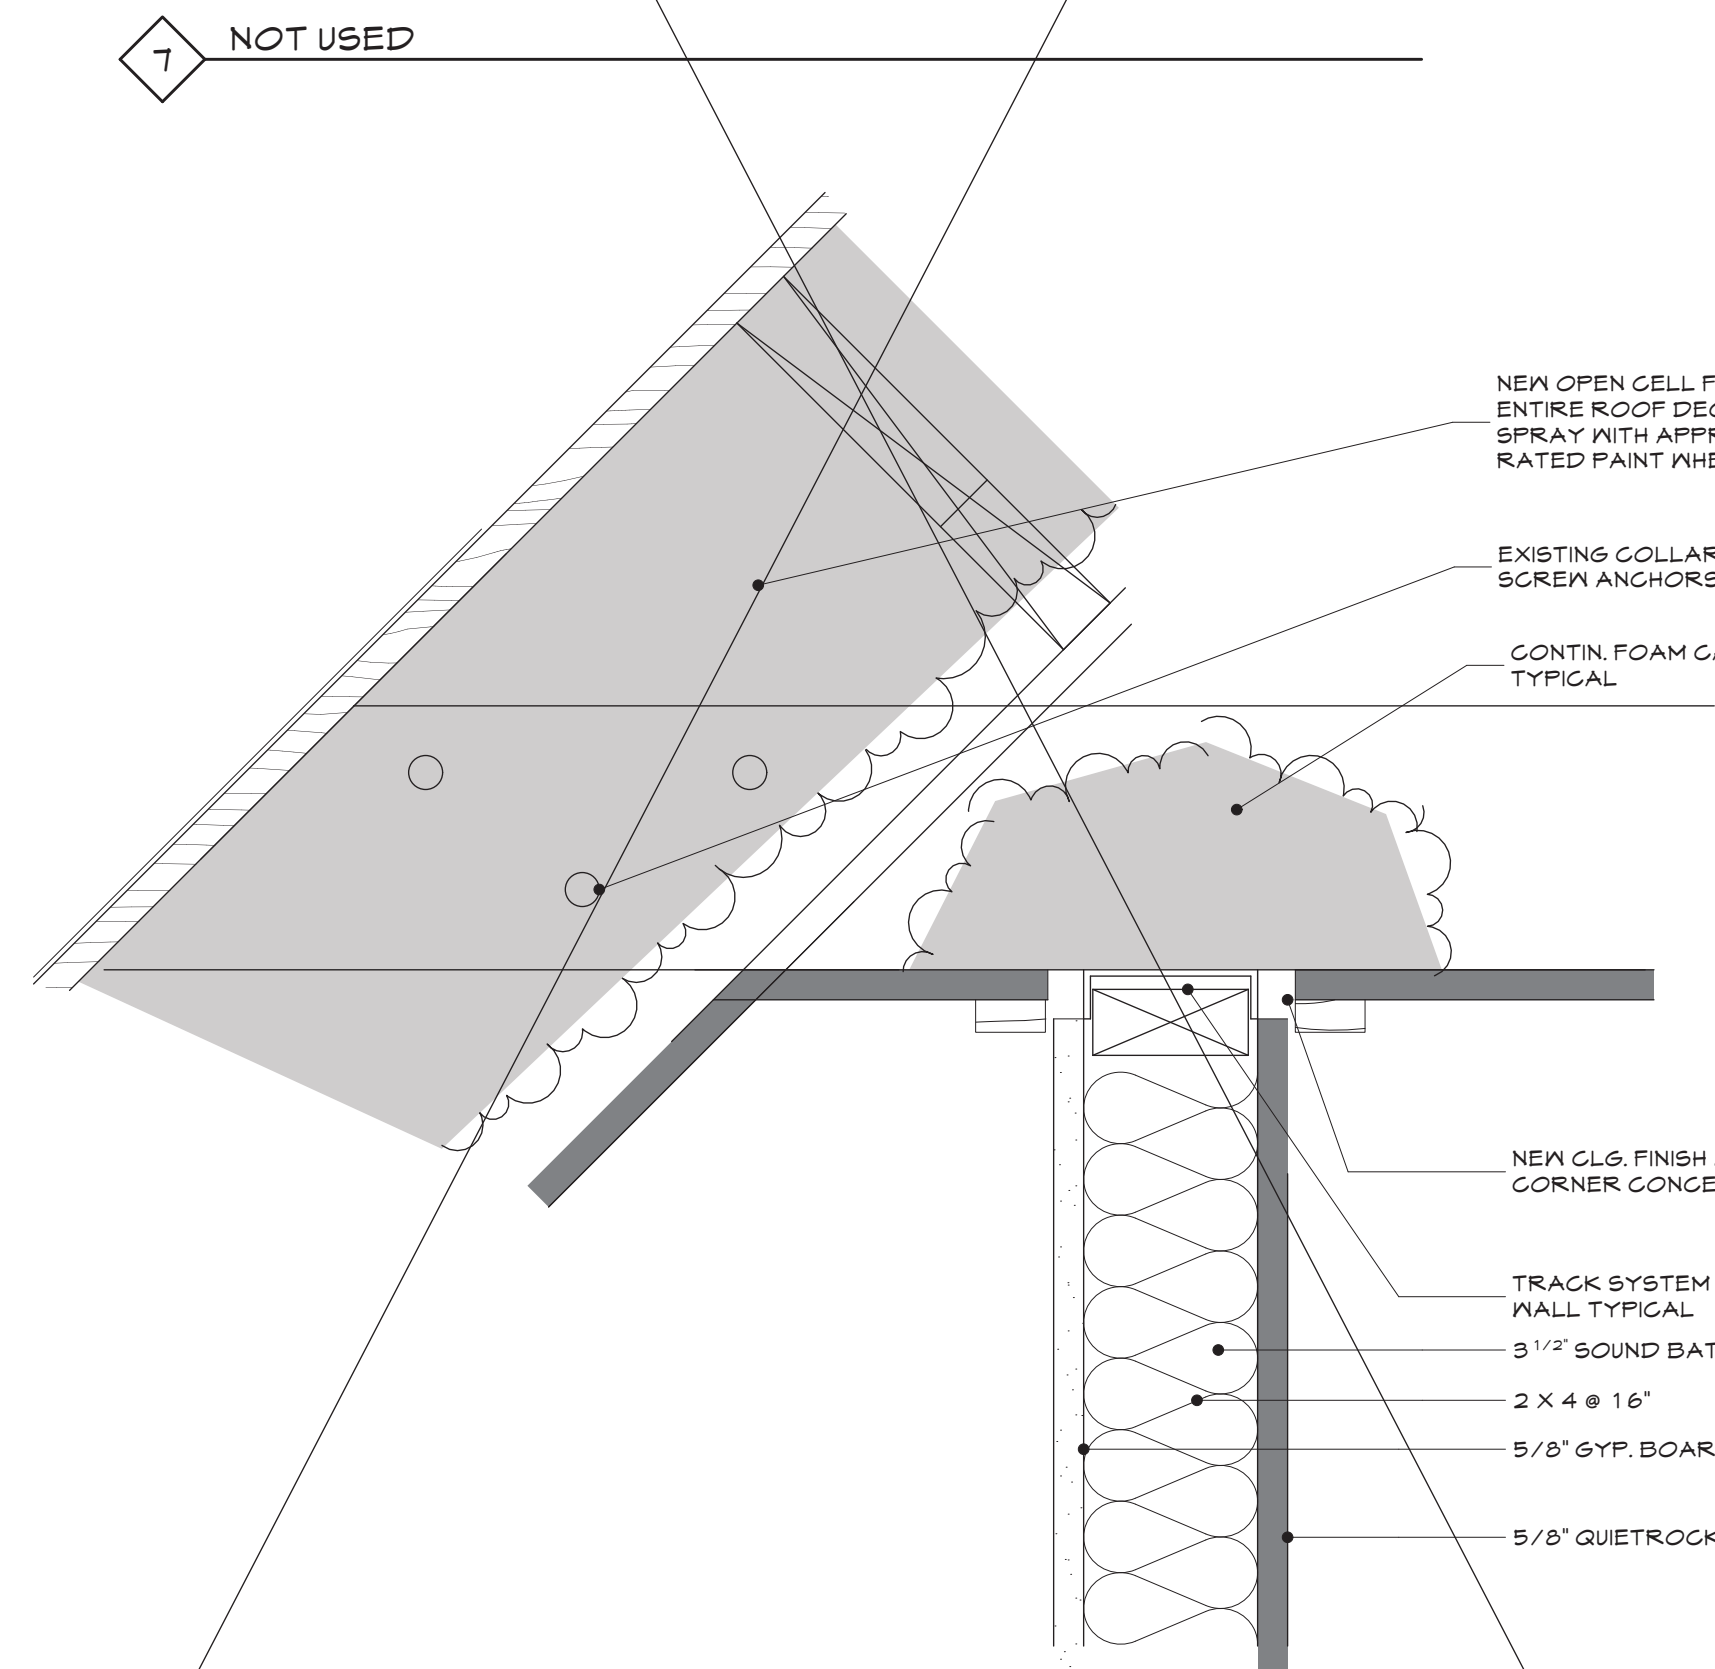 7
NOT USED
NEW OPEN CELL F
ENTIRE ROOF DEC
SPRAY WITH APPR
RATED PAINT WHE
EXISTING COLLAR
SCREW ANCHORS
CONTIN. FOAM CA
TYPICAL
NEW CLG. FINISH
CORNER CONCE
TRACK SYSTEM
WALL TYPICAL
3 1/2" SOUND BAT
2 X 4 @ 16"
5/8" GYP. BOAR
5/8" QUIETROCK